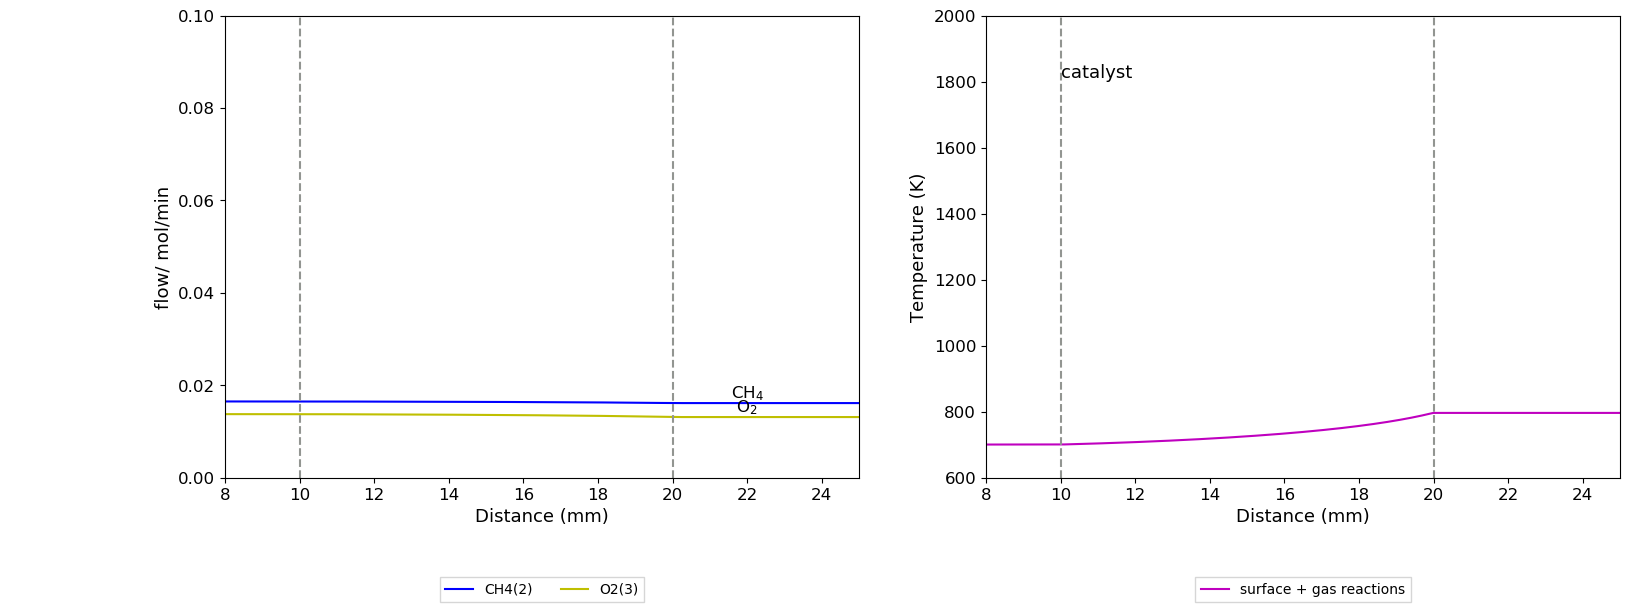 0.10
0.08
0.06
0.04
0.02
0.00
flow/ mol/min
8 10 12 14 16 18 20 22 24
Distance (mm)
CH₄
O₂
CH4(2) O2(3)
2000
1800
1600
1400
1200
1000
800
600
Temperature (K)
catalyst
8 10 12 14 16 18 20 22 24
Distance (mm)
surface + gas reactions